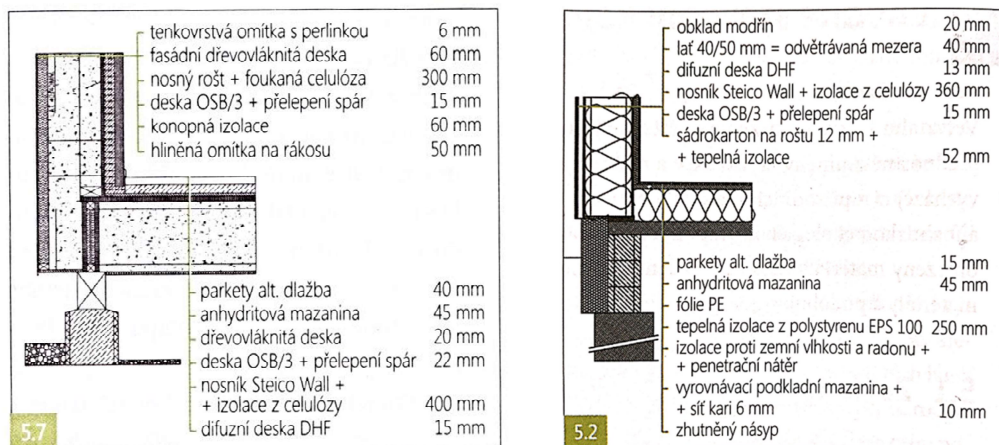 tenkovrstvá omítka s perlinkou 6 mm
fasádní dřevovláknitá deska 60 mm
nosný rošt + foukaná celulóza 300 mm
deska OSB/3 + přelepení spár 15 mm
konopná izolace 60 mm
hliněná omítka na rákosu 50 mm
parkety alt. dlažba 40 mm
anhydritová mazanina 45 mm
dřevovláknitá deska 20 mm
deska OSB/3 + přelepení spár 22 mm
nosník Steico Wall +
+ izolace z celulózy 400 mm
difuzní deska DHF 15 mm
5.7
obklad modřín 20 mm
lať 40/50 mm = odvětrávaná mezera 40 mm
difuzní deska DHF 13 mm
nosník Steico Wall + izolace z celulózy 360 mm
deska OSB/3 + přelepení spár 15 mm
sádrokarton na roštu 12 mm +
+ tepelná izolace 52 mm
parkety alt. dlažba 15 mm
anhydritová mazanina 45 mm
fólie PE
tepelná izolace z polystyrenu EPS 100 250 mm
izolace proti zemní vlhkosti a radonu +
+ penetrační nátěr
vyrovnávací podkladní mazanina +
+ síť kari 6 mm 10 mm
zhutněný násyp
5.2